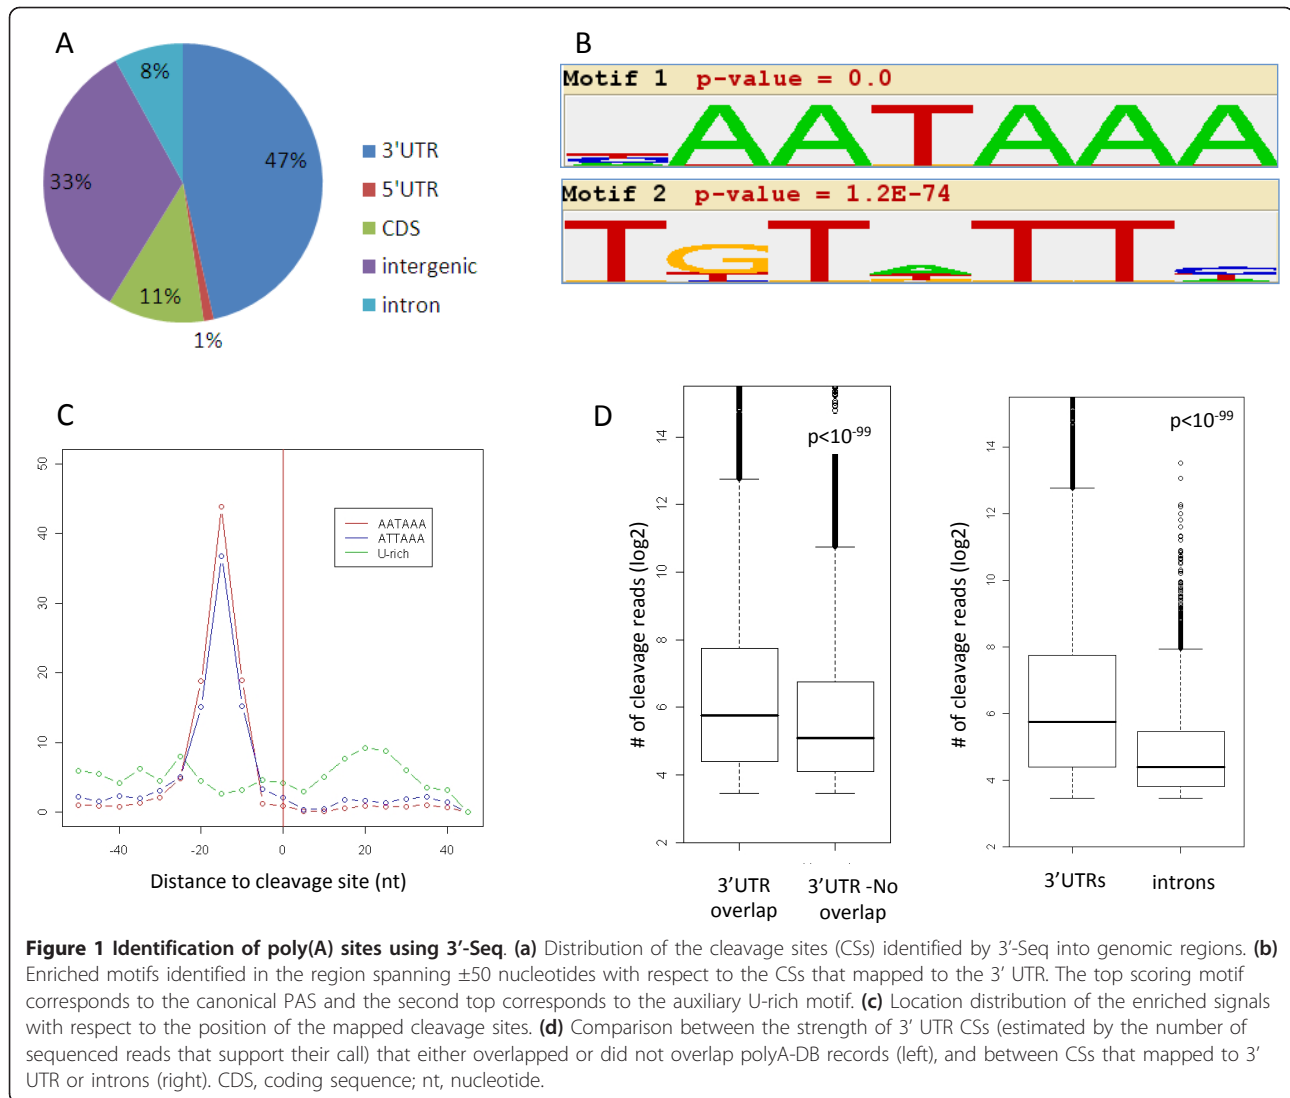 A
8%
47%
33%
11%
1%
3'UTR
5'UTR
CDS
intergenic
intron
B
Motif 1 p-value = 0.0
AATAAA
Motif 2 p-value = 1.2E-74
TGTATTC
C
50
40
30
20
10
0
AATAAA
ATTAAA
U-rich
-40 -20 0 20 40
Distance to cleavage site (nt)
D
# of cleavage reads (log2)
14
12
10
8
6
4
2
p<10-99
3'UTR overlap
3'UTR -No overlap
# of cleavage reads (log2)
14
12
10
8
6
4
2
p<10-99
3'UTRs
introns
Figure 1 Identification of poly(A) sites using 3′-Seq. (a) Distribution of the cleavage sites (CSs) identified by 3′-Seq into genomic regions. (b)
Enriched motifs identified in the region spanning ±50 nucleotides with respect to the CSs that mapped to the 3′ UTR. The top scoring motif
corresponds to the canonical PAS and the second top corresponds to the auxiliary U-rich motif. (c) Location distribution of the enriched signals
with respect to the position of the mapped cleavage sites. (d) Comparison between the strength of 3′ UTR CSs (estimated by the number of
sequenced reads that support their call) that either overlapped or did not overlap polyA-DB records (left), and between CSs that mapped to 3′
UTR or introns (right). CDS, coding sequence; nt, nucleotide.